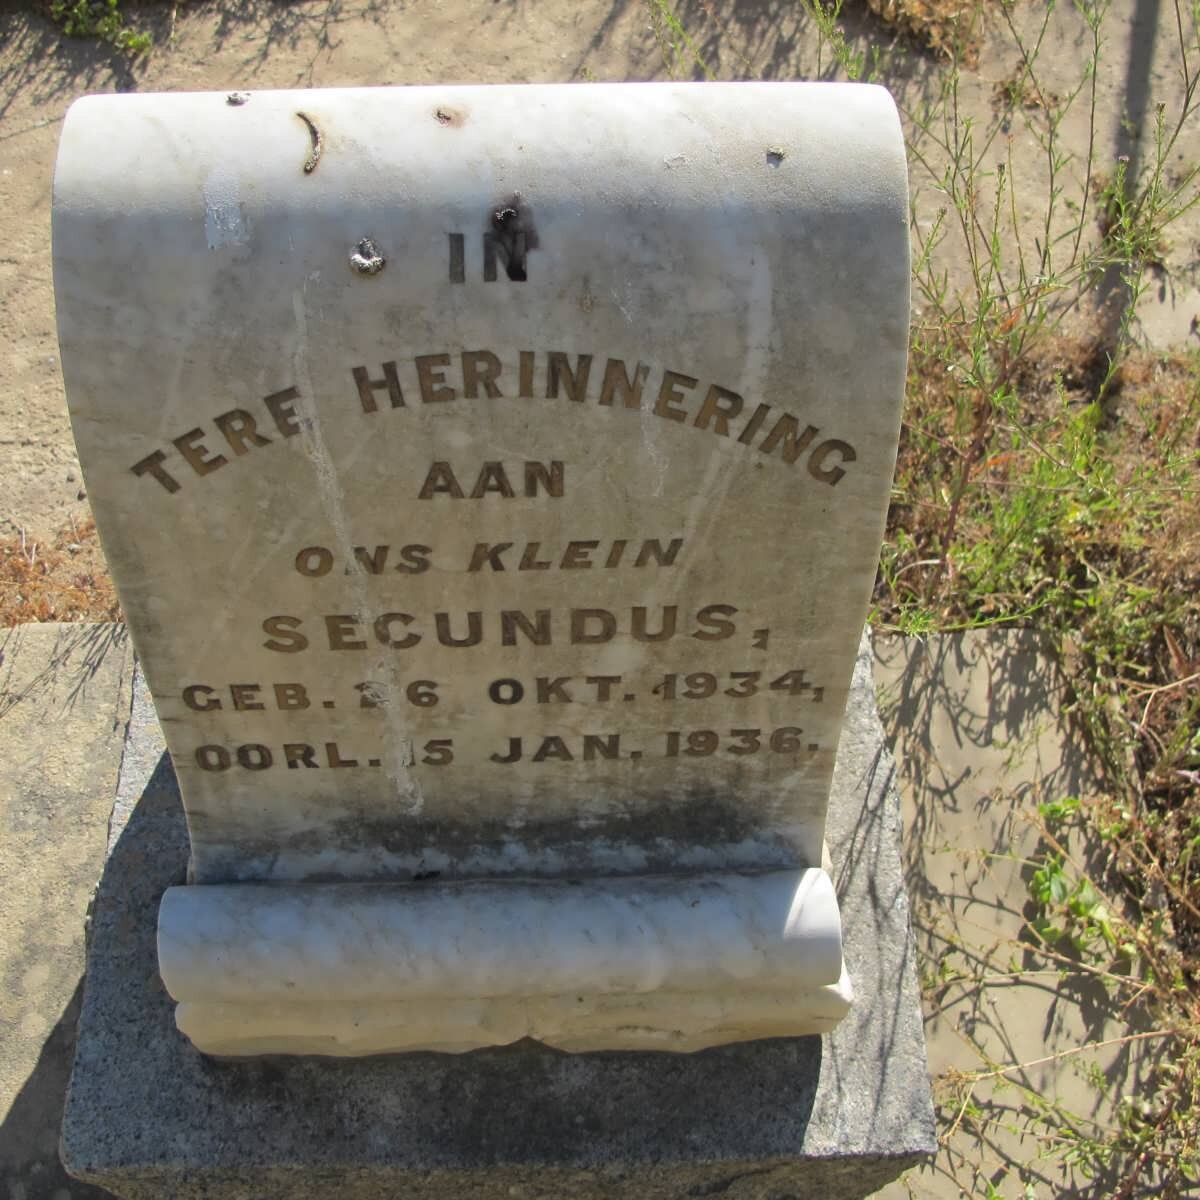 IN
TERE HERINNERING
AAN
ONS KLEIN
SECUNDUS,
GEB. 26 OKT. 1934,
OORL. 15 JAN. 1936.